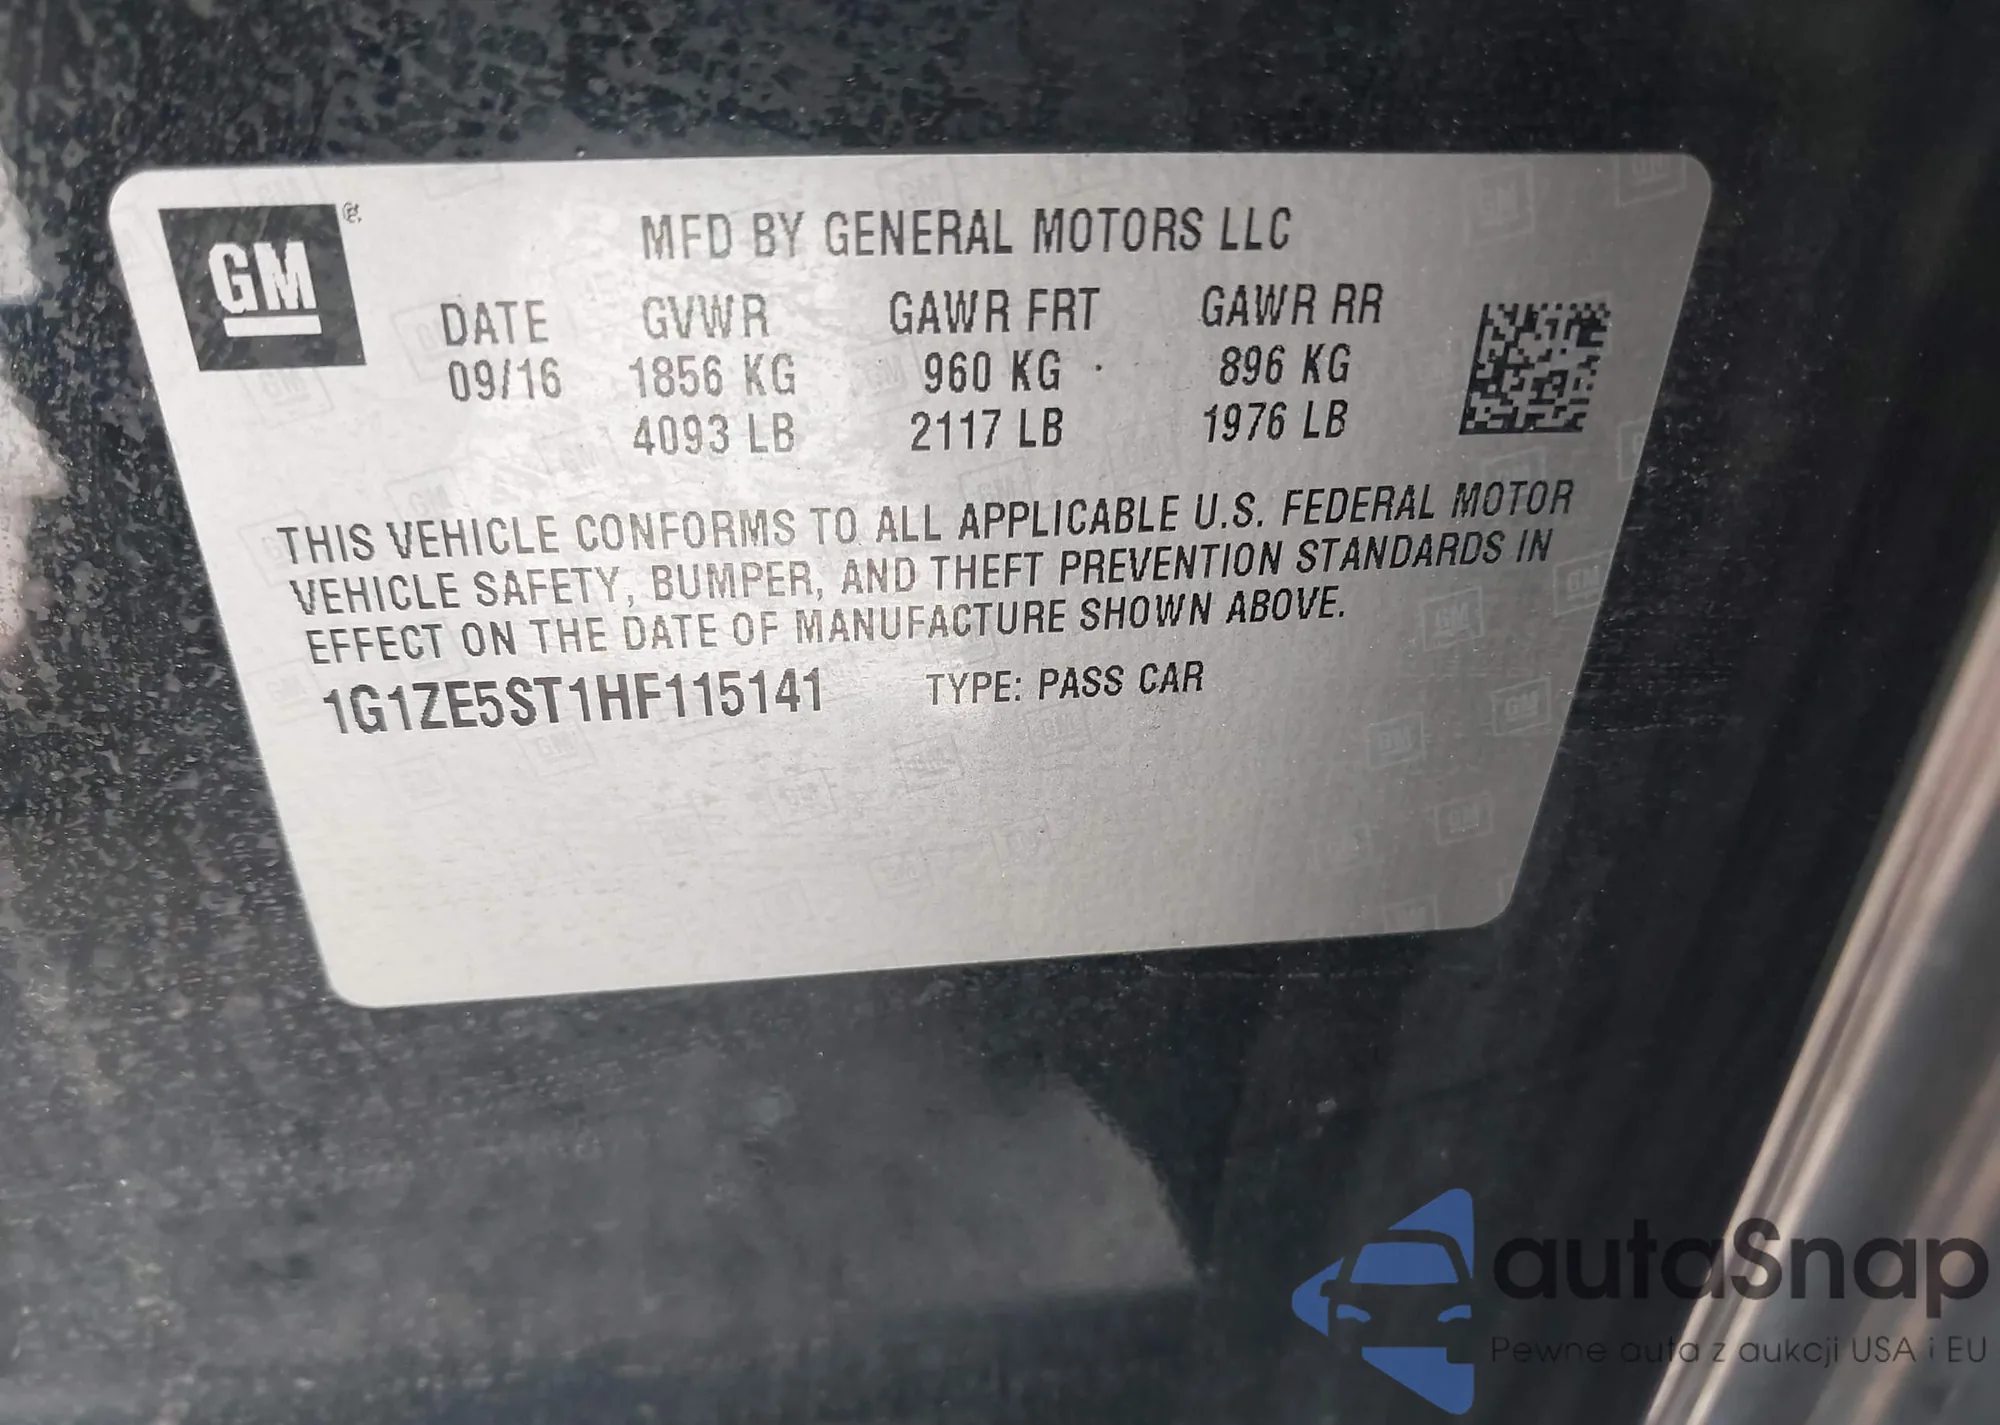 GM ®
MFD BY GENERAL MOTORS LLC
DATE GVWR GAWR FRT GAWR RR
09/16 1856 KG 960 KG 896 KG
4093 LB 2117 LB 1976 LB
THIS VEHICLE CONFORMS TO ALL APPLICABLE U.S. FEDERAL MOTOR
VEHICLE SAFETY, BUMPER, AND THEFT PREVENTION STANDARDS IN
EFFECT ON THE DATE OF MANUFACTURE SHOWN ABOVE.
1G1ZE5ST1HF115141 TYPE: PASS CAR
autaSnap
Pewne auta z aukcji USA i EU